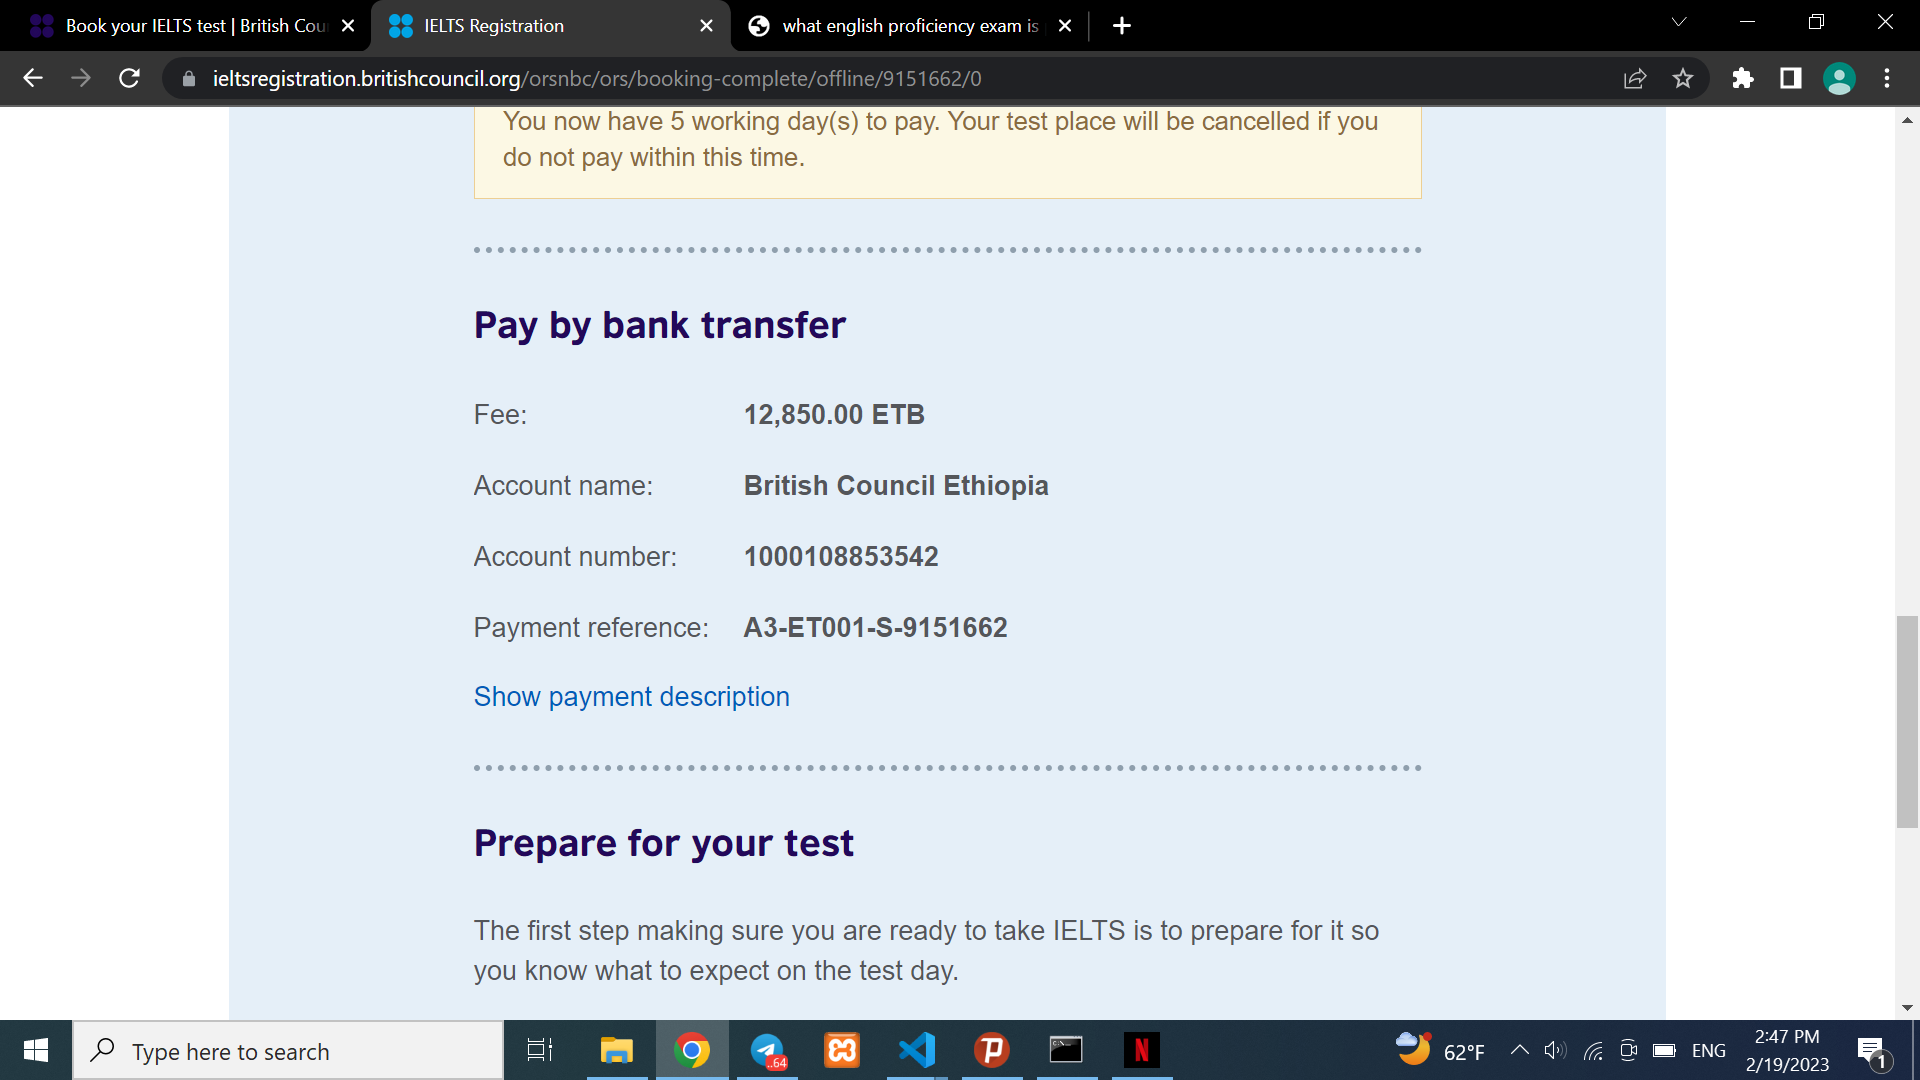 Book your IELTS test | British Cou
IELTS Registration
what english proficiency exam is
ieltsregistration.britishcouncil.org/orsnbc/ors/booking-complete/offline/9151662/0
You now have 5 working day(s) to pay. Your test place will be cancelled if you
do not pay within this time.
Pay by bank transfer
Fee: 12,850.00 ETB
Account name: British Council Ethiopia
Account number: 1000108853542
Payment reference: A3-ET001-S-9151662
Show payment description
Prepare for your test
The first step making sure you are ready to take IELTS is to prepare for it so
you know what to expect on the test day.
Type here to search
..64
62°F
ENG
2:47 PM
2/19/2023
1